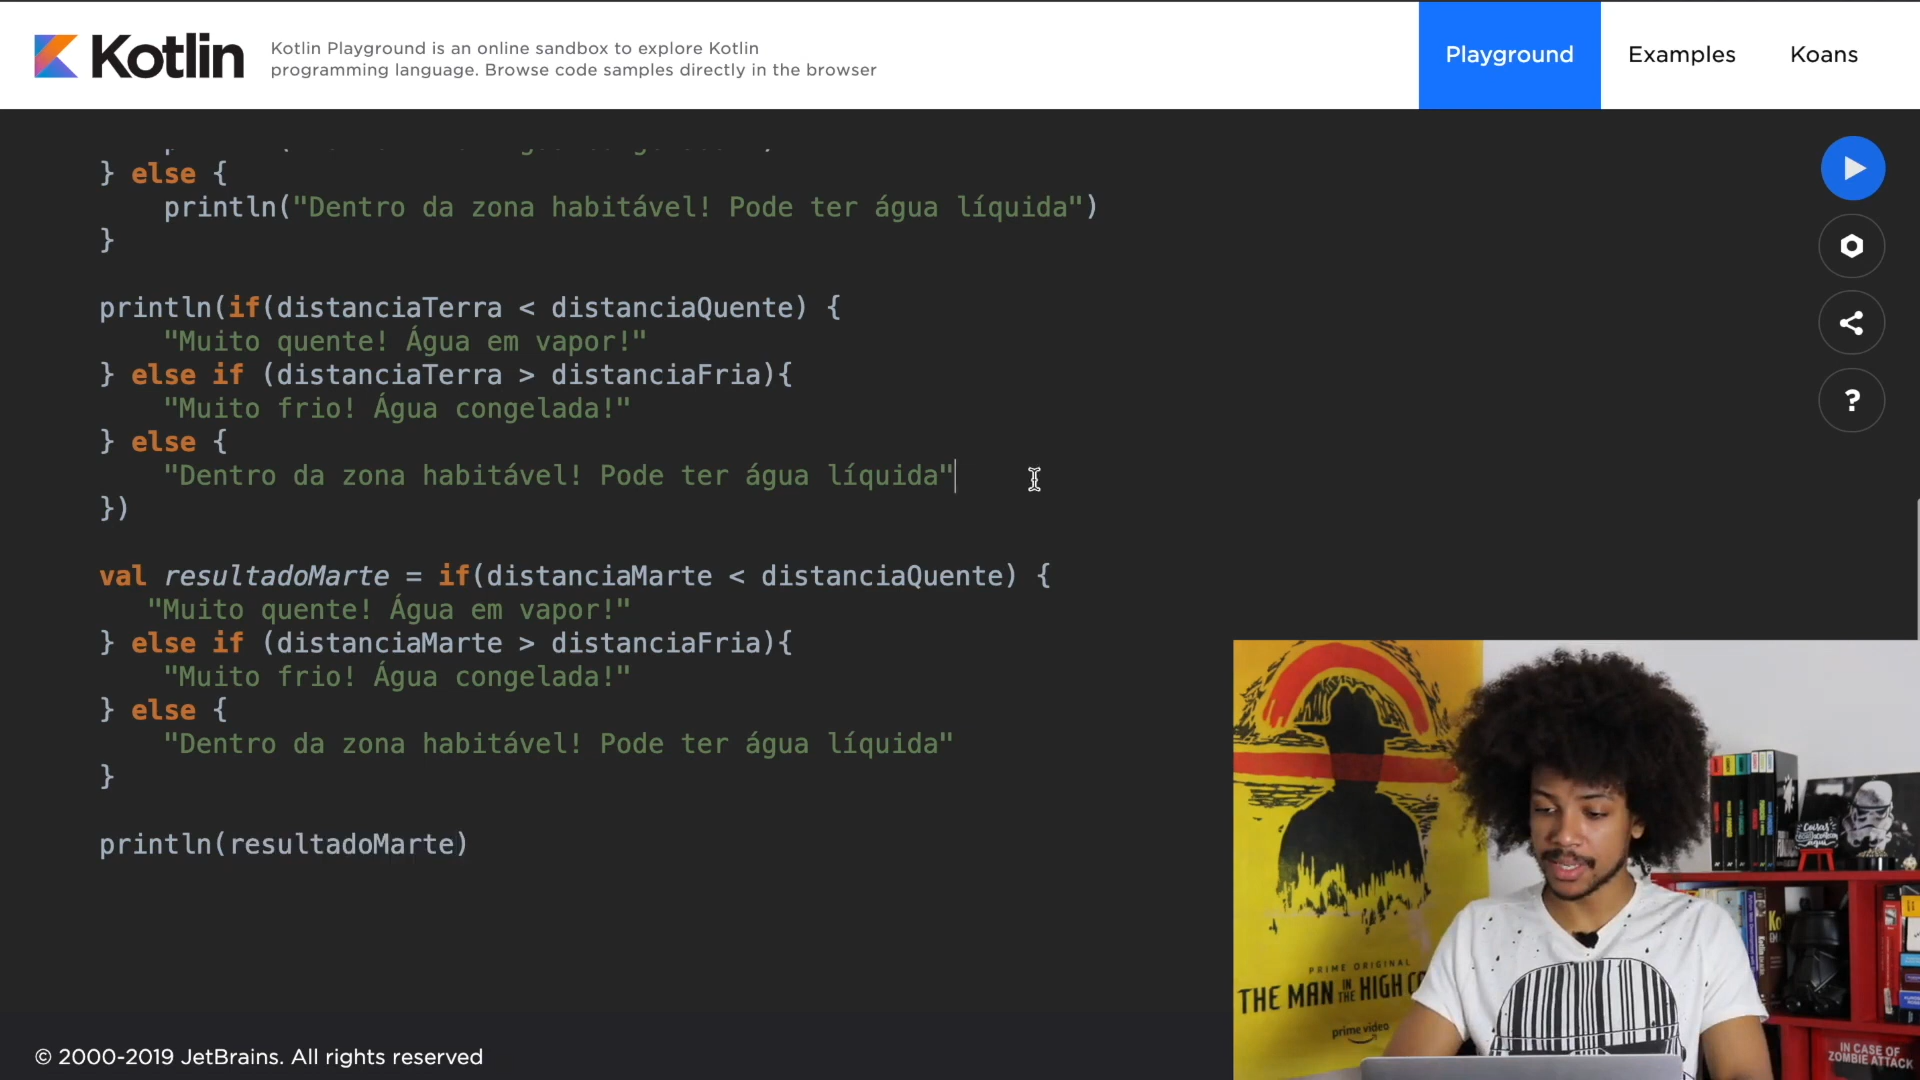 Kotlin
Kotlin Playground is an online sandbox to explore Kotlin
programming language. Browse code samples directly in the browser
Playground
Examples
Koans
} else {
println("Dentro da zona habitável! Pode ter água líquida")
}
println(if(distanciaTerra < distanciaQuente) {
"Muito quente! Água em vapor!"
} else if (distanciaTerra > distanciaFria){
"Muito frio! Água congelada!"
} else {
"Dentro da zona habitável! Pode ter água líquida"
})
val resultadoMarte = if(distanciaMarte < distanciaQuente) {
"Muito quente! Água em vapor!"
} else if (distanciaMarte > distanciaFria){
"Muito frio! Água congelada!"
} else {
"Dentro da zona habitável! Pode ter água líquida"
}
println(resultadoMarte)
?
PRIME ORIGINAL
THE MAN IN THE HIGH
prime video
IN CASE OF
ZOMBIE ATTACK
© 2000-2019 JetBrains. All rights reserved